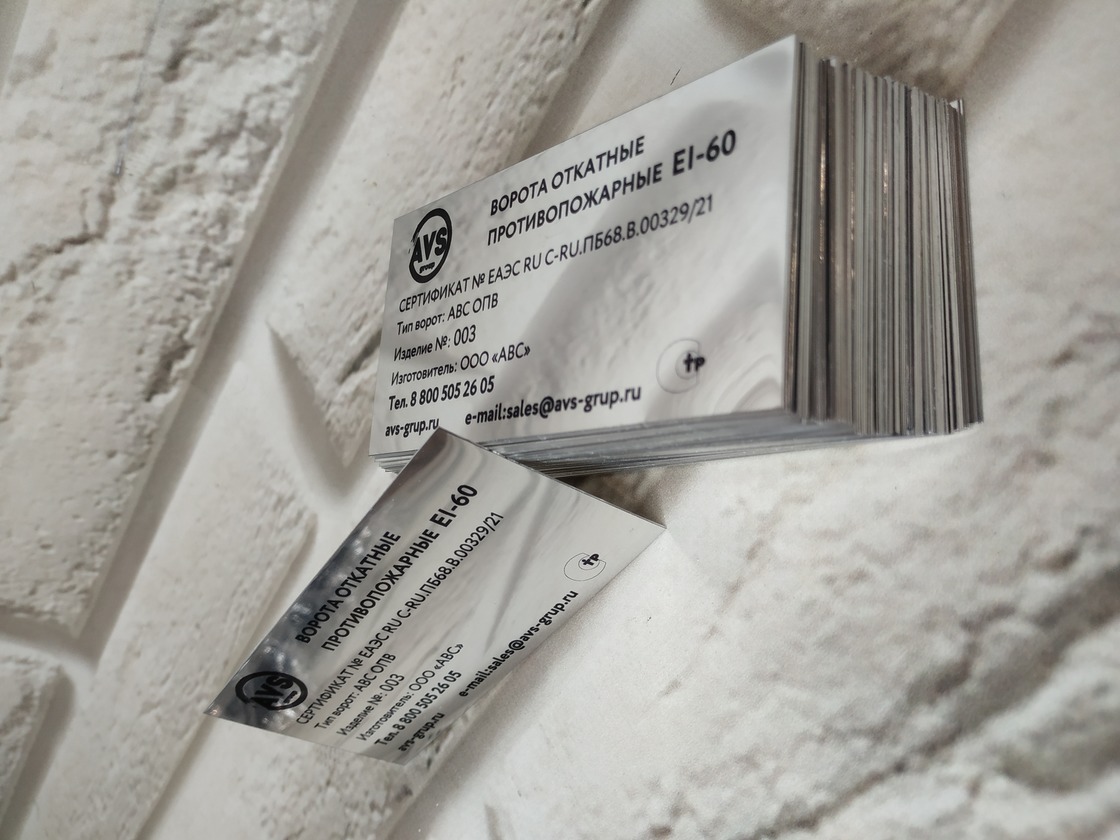 AVS
group
ВОРОТА ОТКАТНЫЕ
ПРОТИВОПОЖАРНЫЕ EI-60
СЕРТИФИКАТ № ЕАЭС RU C-RU.ПБ68.В.00329/21
Тип ворот: АВС ОПВ
Изделие №: 003
Изготовитель: ООО «АВС»
Тел. 8 800 505 26 05
avs-grup.ru e-mail:sales@avs-grup.ru
ВОРОТА ОТКАТНЫЕ
ПРОТИВОПОЖАРНЫЕ EI-60
AVS
СЕРТИФИКАТ № ЕАЭС RU C-RU.ПБ68.В.00329/21
Тип ворот: АВС ОПВ
Изделие №: 003
Изготовитель: ООО «АВС»
Тел. 8 800 505 26 05
avs-grup.ru e-mail:sales@avs-grup.ru